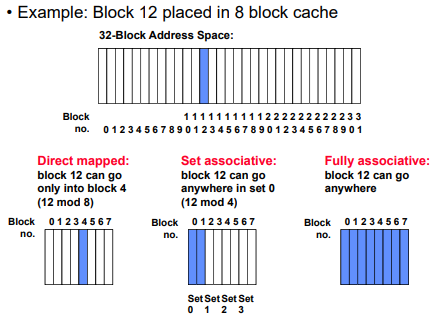 • Example: Block 12 placed in 8 block cache
32-Block Address Space:
Block 1 1 1 1 1 1 1 1 1 1 2 2 2 2 2 2 2 2 2 2 3 3
no. 0 1 2 3 4 5 6 7 8 9 0 1 2 3 4 5 6 7 8 9 0 1 2 3 4 5 6 7 8 9 0 1
Direct mapped:
block 12 can go
only into block 4
(12 mod 8)
Block 0 1 2 3 4 5 6 7
no.
Set associative:
block 12 can go
anywhere in set 0
(12 mod 4)
Block 0 1 2 3 4 5 6 7
no.
Set Set Set Set
0 1 2 3
Fully associative:
block 12 can go
anywhere
Block 0 1 2 3 4 5 6 7
no.